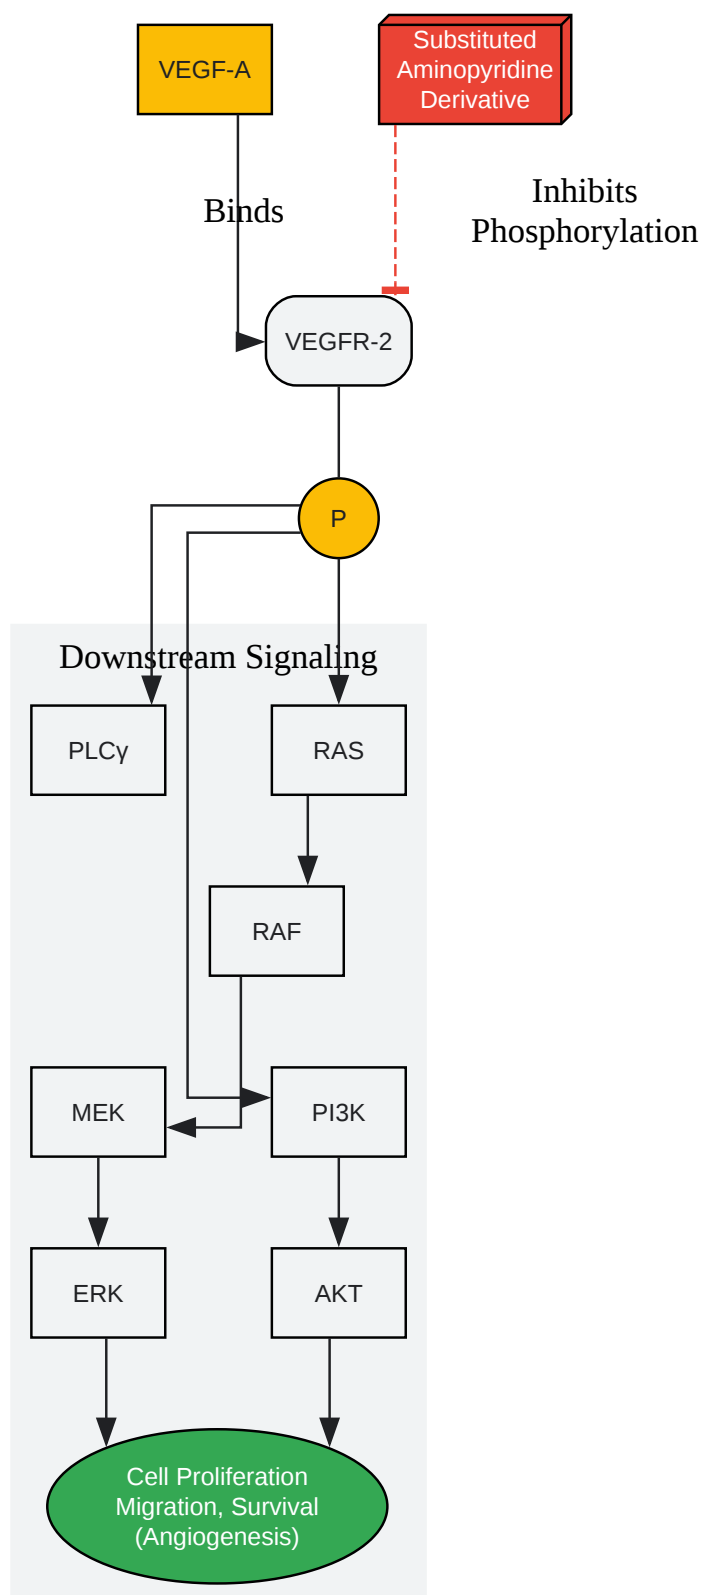 VEGF-A
Substituted
Aminopyridine
Derivative
Binds
Inhibits
Phosphorylation
VEGFR-2
P
Downstream Signaling
PLCγ
RAS
RAF
MEK
PI3K
ERK
AKT
Cell Proliferation
Migration, Survival
(Angiogenesis)